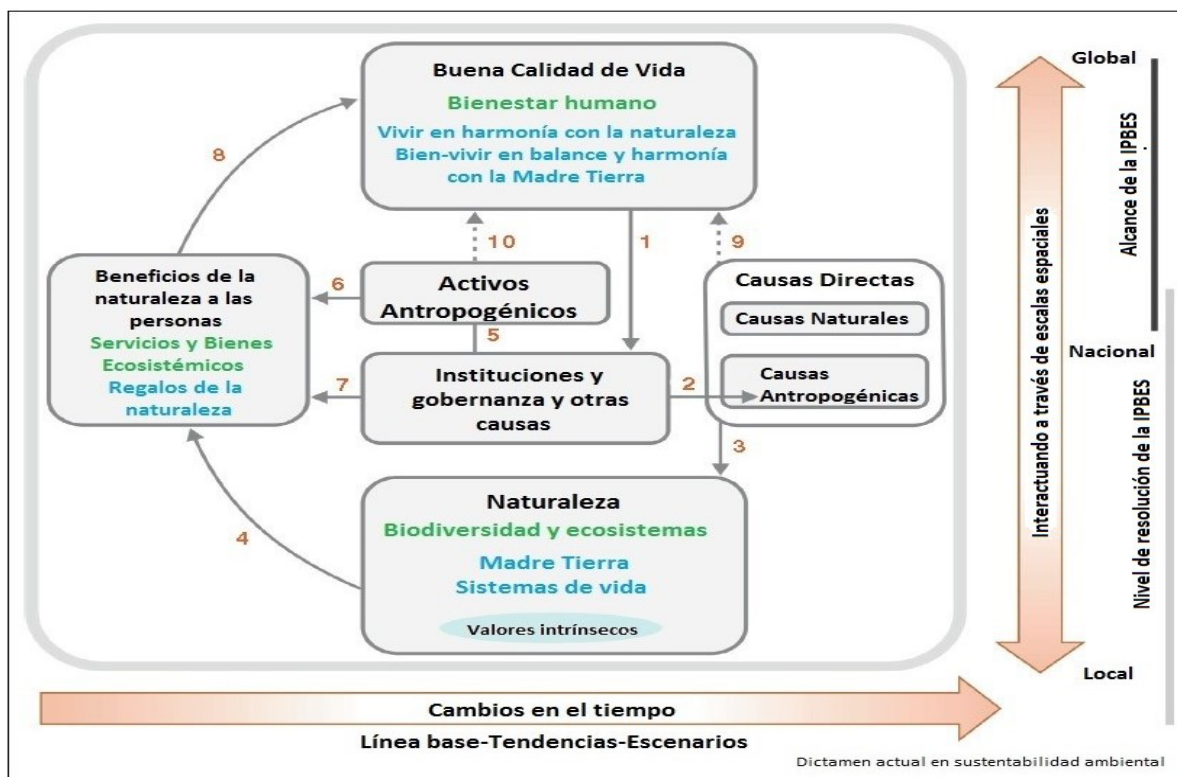 Buena Calidad de Vida
Bienestar humano
Vivir en harmonía con la naturaleza
Bien-vivir en balance y harmonía
con la Madre Tierra
8
10
1
9
Beneficios de la
naturaleza a las
personas
Servicios y Bienes
Ecosistémicos
Regalos de la
naturaleza
6
Activos
Antropogénicos
5
7
Instituciones y
gobernanza y otras
causas
2
Causas Directas
Causas Naturales
Causas
Antropogénicas
3
4
Naturaleza
Biodiversidad y ecosistemas
Madre Tierra
Sistemas de vida
Valores intrínsecos
Global
Nacional
Local
Interactuando a través de escalas espaciales
Alcance de la IPBES
Nivel de resolución de la IPBES
Cambios en el tiempo
Línea base-Tendencias-Escenarios
Dictamen actual en sustentabilidad ambiental